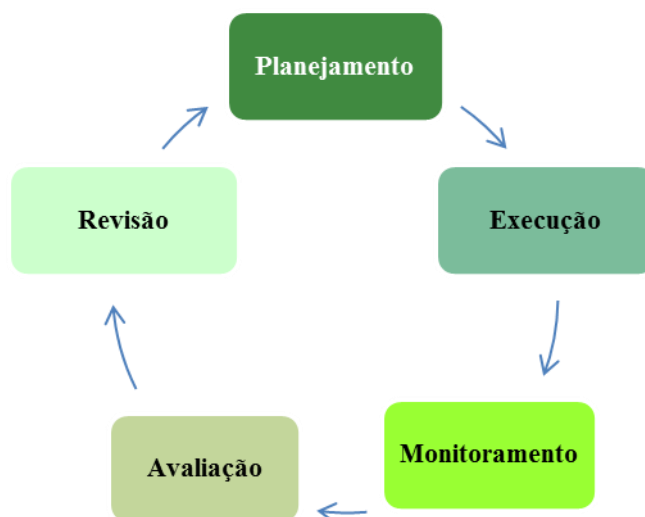 Planejamento
Execução
Monitoramento
Avaliação
Revisão